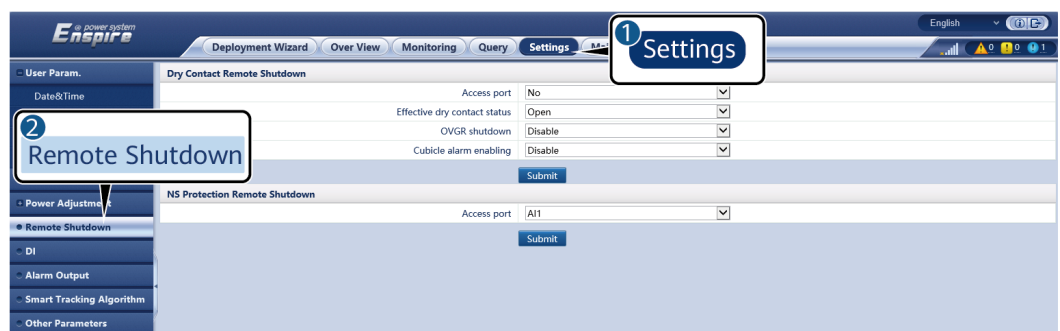 @ power system
Enspire
English
Deployment Wizard
Over View
Monitoring
Query
Settings
1
Settings
0
0
1
User Param.
Date&Time
2
Remote Shutdown
Power Adjustment
Remote Shutdown
DI
Alarm Output
Smart Tracking Algorithm
Other Parameters
Dry Contact Remote Shutdown
Access port No
Effective dry contact status Open
OVGR shutdown Disable
Cubicle alarm enabling Disable
Submit
NS Protection Remote Shutdown
Access port AI1
Submit